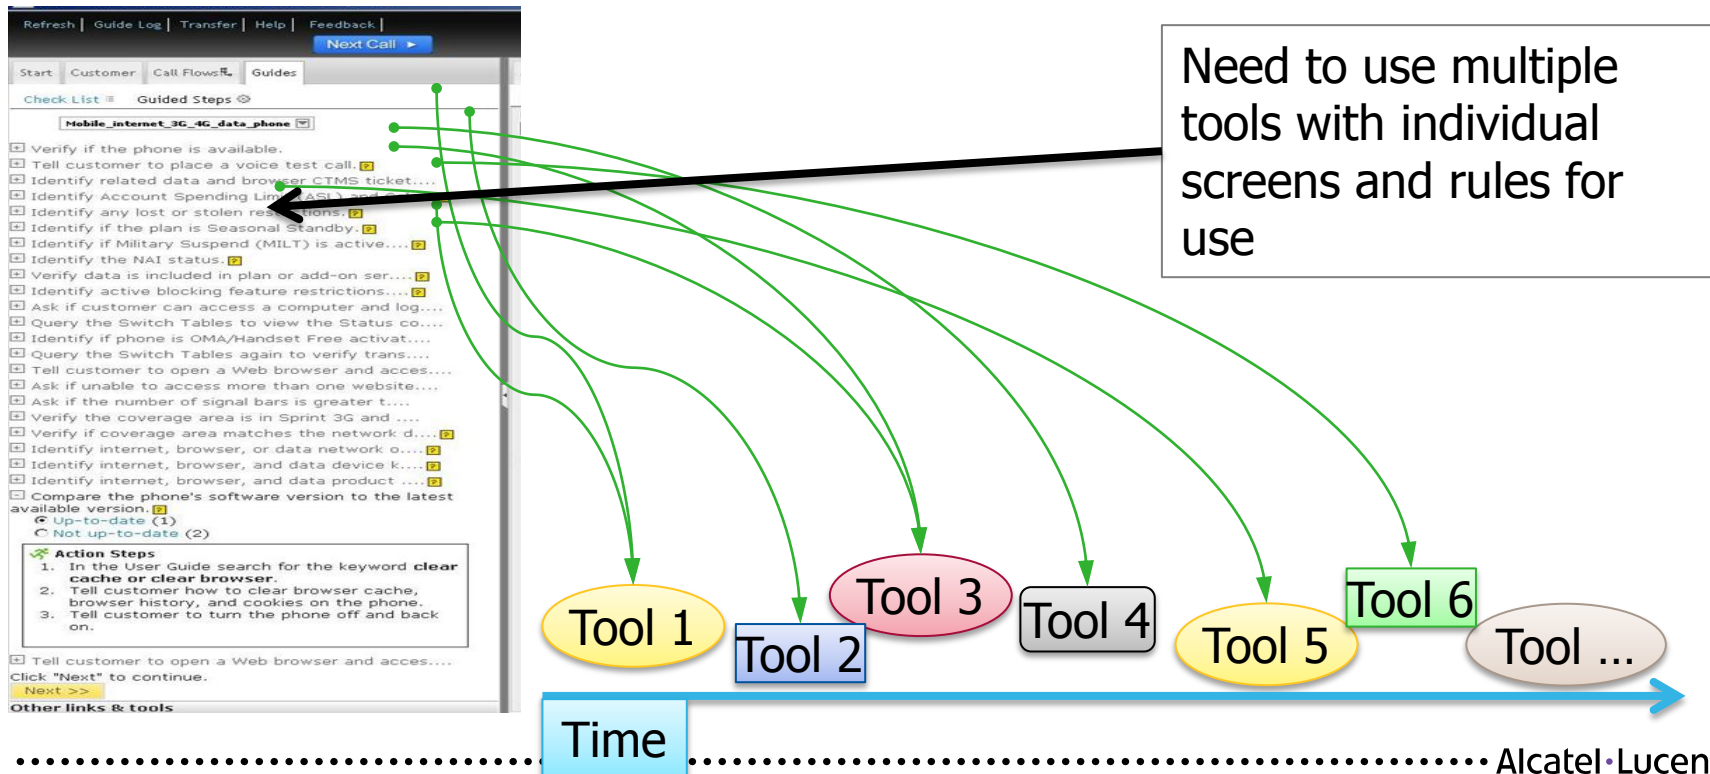 Refresh | Guide Log | Transfer | Help | Feedback |
Next Call ►
Start Customer Call Flows Guides
Check List Guided Steps
Mobile_internet_3G_4G_data_phone
Verify if the phone is available.
Tell customer to place a voice test call.
Identify related data and browser CTMS ticket....
Identify Account Spending Limit (ASL) and
Identify any lost or stolen restrictions.
Identify if the plan is Seasonal Standby.
Identify if Military Suspend (MILT) is active....
Identify the NAI status.
Verify data is included in plan or add-on ser....
Identify active blocking feature restrictions....
Ask if customer can access a computer and log....
Query the Switch Tables to view the Status co....
Identify if phone is OMA/Handset Free activat....
Query the Switch Tables again to verify trans....
Tell customer to open a Web browser and acces....
Ask if unable to access more than one website....
Ask if the number of signal bars is greater t....
Verify the coverage area is in Sprint 3G and ....
Verify if coverage area matches the network d....
Identify internet, browser, or data network o....
Identify internet, browser, and data device k....
Identify internet, browser, and data product ....
Compare the phone's software version to the latest
available version.
Up-to-date (1)
Not up-to-date (2)
Action Steps
1. In the User Guide search for the keyword clear
cache or clear browser.
2. Tell customer how to clear browser cache,
browser history, and cookies on the phone.
3. Tell customer to turn the phone off and back
on.
Tell customer to open a Web browser and acces....
Click "Next" to continue.
Next >>
Other links & tools
Need to use multiple
tools with individual
screens and rules for
use
Tool 1
Tool 2
Tool 3
Tool 4
Tool 5
Tool 6
Tool ...
Time
Alcatel·Lucen